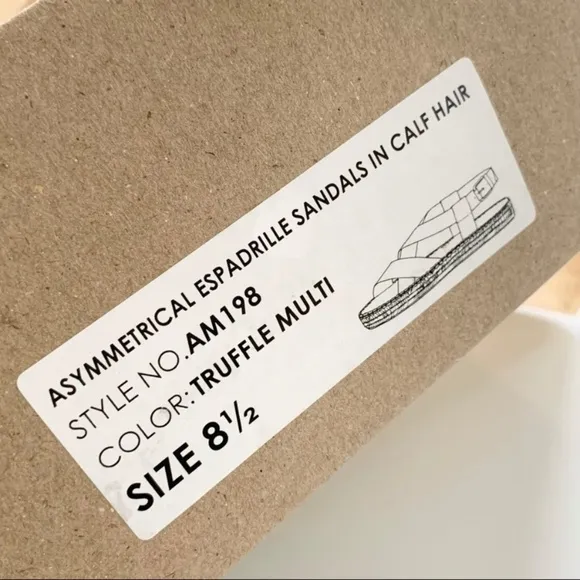 ASYMMETRICAL ESPADRILLE SANDALS IN CALF HAIR
STYLE NO. AM198
COLOR: TRUFFLE MULTI
SIZE 8½